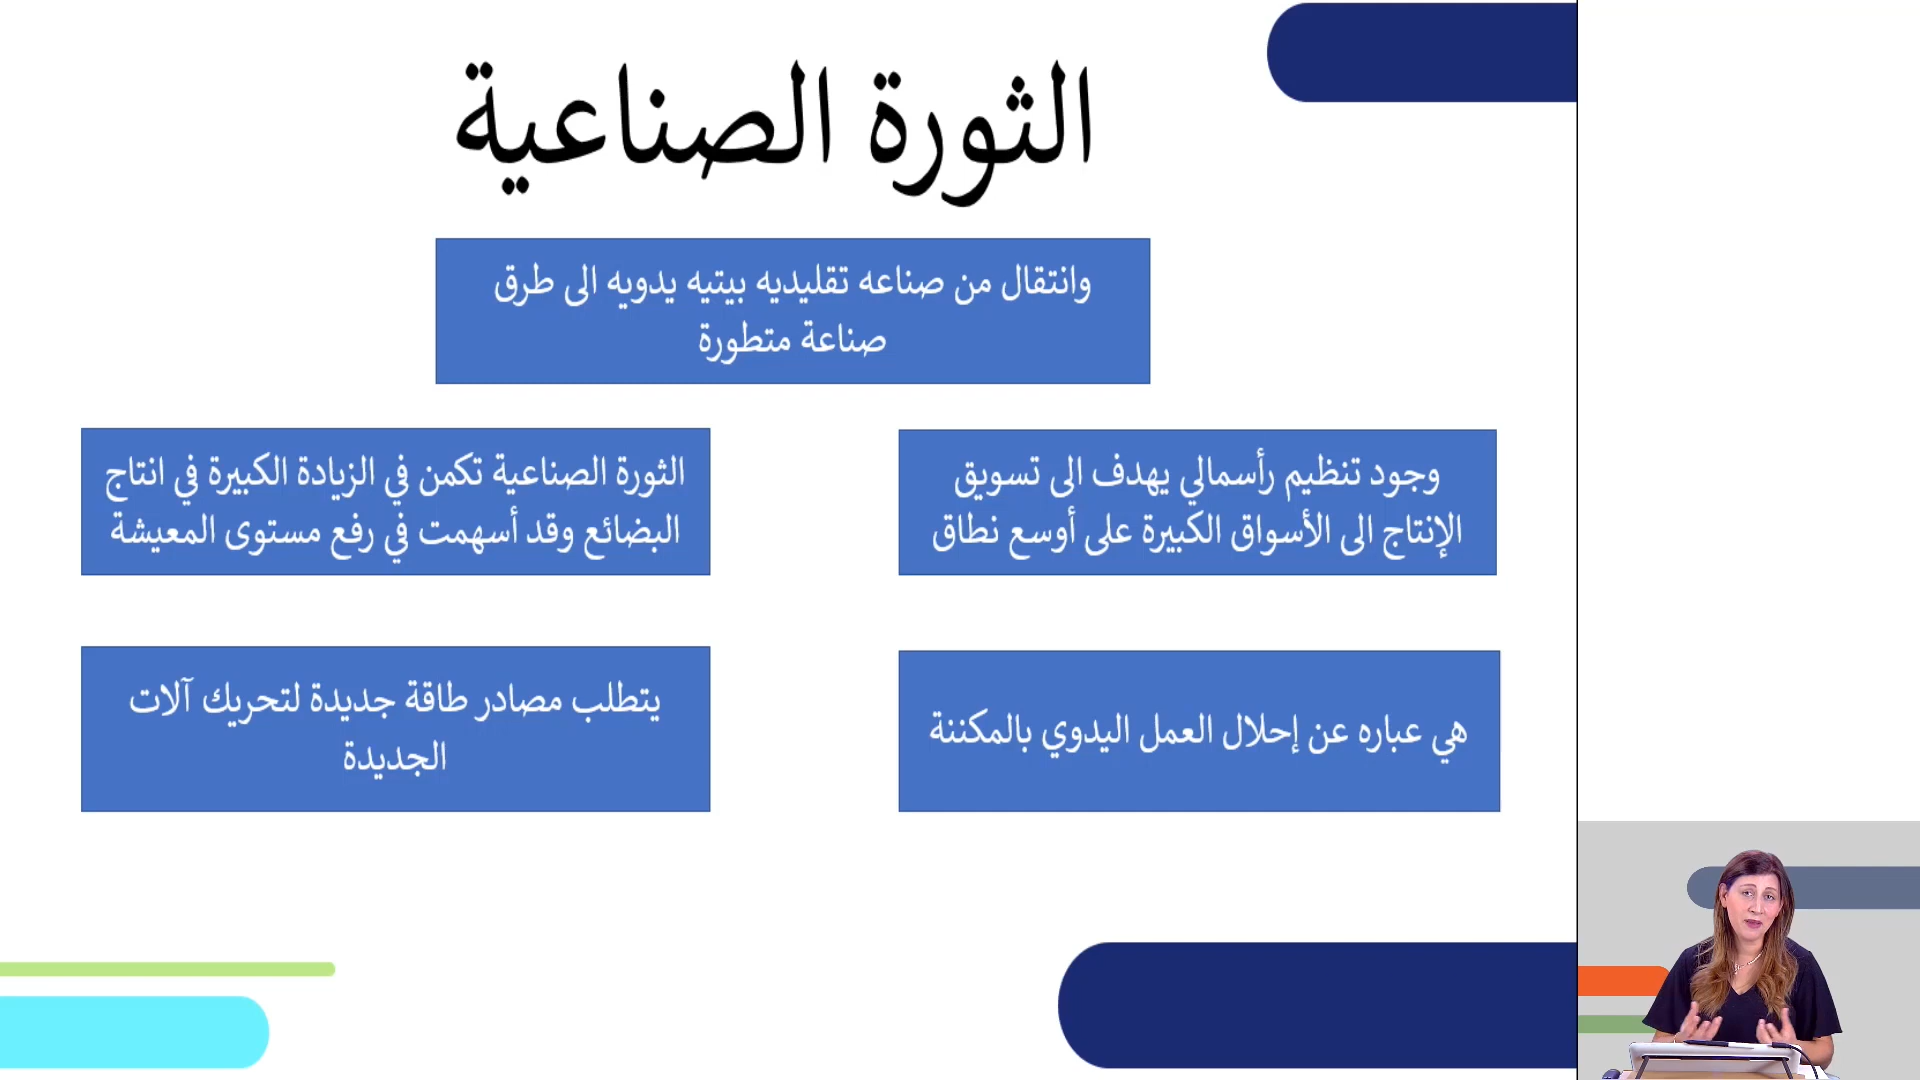 الثورة الصناعية
وانتقال من صناعه تقليديه بيتيه يدويه الى طرق
صناعة متطورة
وجود تنظيم رأسمالي يهدف الى تسويق
الإنتاج الى الأسواق الكبيرة على أوسع نطاق
الثورة الصناعية تكمن في الزيادة الكبيرة في انتاج
البضائع وقد أسهمت في رفع مستوى المعيشة
هي عباره عن إحلال العمل اليدوي بالمكننة
يتطلب مصادر طاقة جديدة لتحريك آلات
الجديدة